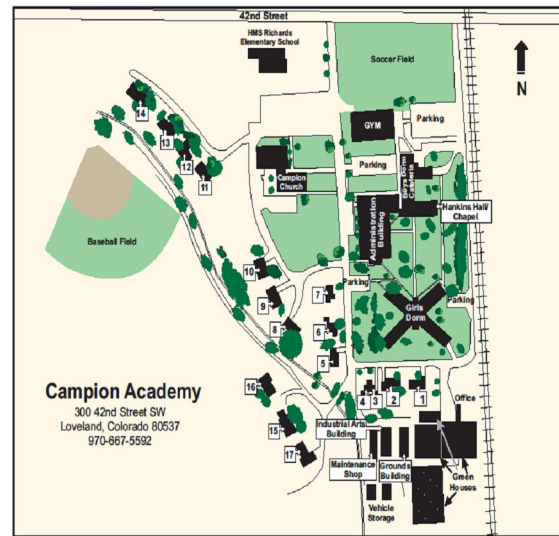 42nd Street
HMS Richards
Elementary School
Soccer Field
N
GYM
Parking
Parking
14
13
12
11
Campion
Church
Boys Dorm
Cafeteria
Hankins Hall/
Chapel
Administration
Building
Baseball Field
10
9
8
7
6
5
Parking
Parking
Girls
Dorm
Campion Academy
300 42nd Street SW
Loveland, Colorado 80537
970-667-5592
16
15
17
4
3
2
1
Office
Industrial Arts
Building
Maintenance
Shop
Grounds
Building
Green
Houses
Vehicle
Storage